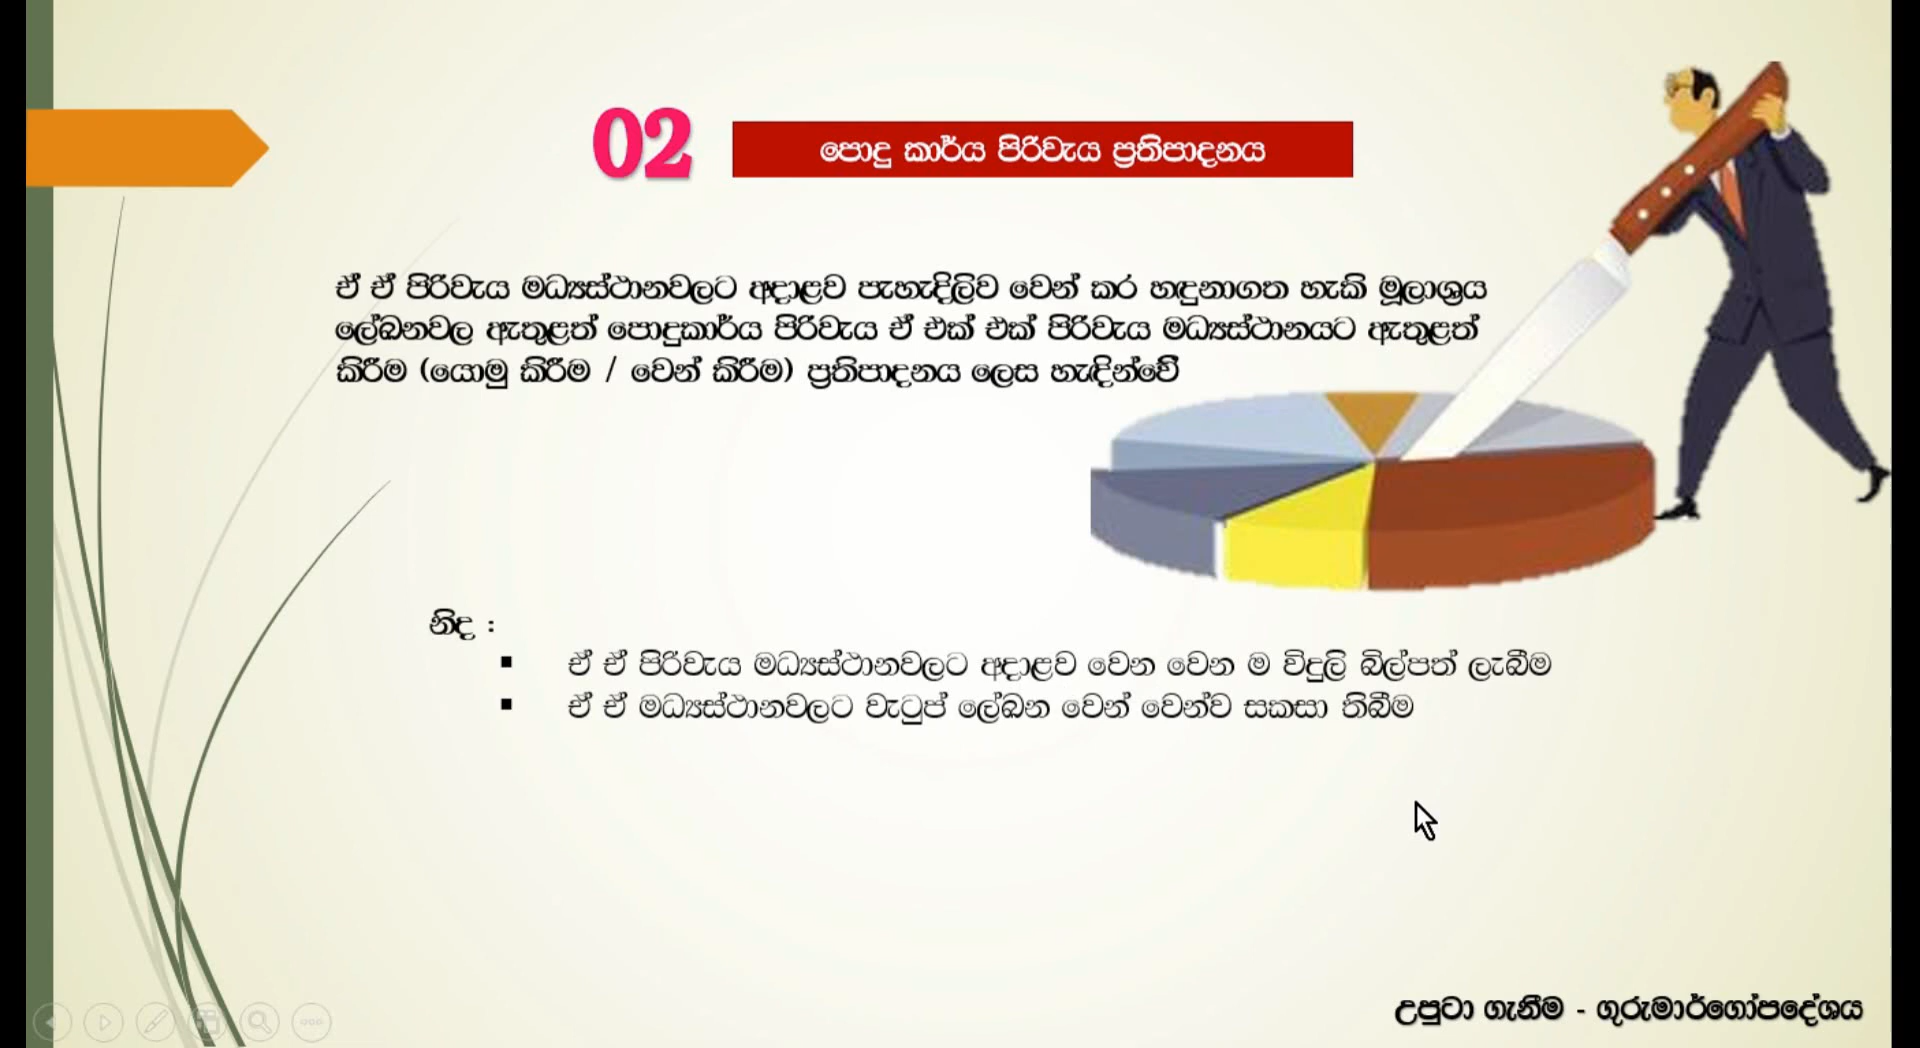 02
පොදු කාර්ය පිරිවැය ප්‍රතිපාදනය
ඒ ඒ පිරිවැය මධ්‍යස්ථානවලට අදාළව පැහැදිලිව වෙන් කර හඳුනාගත හැකි මූලාශ්‍රය
ලේඛනවල ඇතුළත් පොදුකාර්ය පිරිවැය ඒ එක් එක් පිරිවැය මධ්‍යස්ථානයට ඇතුළත්
කිරීම (යොමු කිරීම / වෙන් කිරීම) ප්‍රතිපාදනය ලෙස හැඳින්වේ
නිද :
▪ ඒ ඒ පිරිවැය මධ්‍යස්ථානවලට අදාළව වෙන වෙන ම විදුලි බිල්පත් ලැබීම
▪ ඒ ඒ මධ්‍යස්ථානවලට වැටුප් ලේඛන වෙන් වෙන්ව සකසා තිබීම
උපුටා ගැනීම - ගුරුමාර්ගෝපදේශය